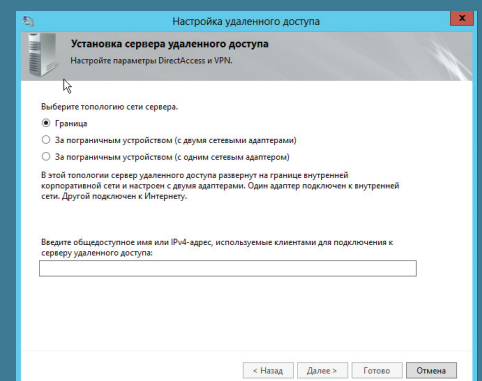 Настройка удаленного доступа
x
Установка сервера удаленного доступа
Настройте параметры DirectAccess и VPN.
Выберите топологию сети сервера.
Граница
За пограничным устройством (с двумя сетевыми адаптерами)
За пограничным устройством (с одним сетевым адаптером)
В этой топологии сервер удаленного доступа развернут на границе внутренней
корпоративной сети и настроен с двумя адаптерами. Один адаптер подключен к внутренней
сети. Другой подключен к Интернету.
Введите общедоступное имя или IPv4-адрес, используемые клиентами для подключения к
серверу удаленного доступа:
< Назад Далее > Готово Отмена